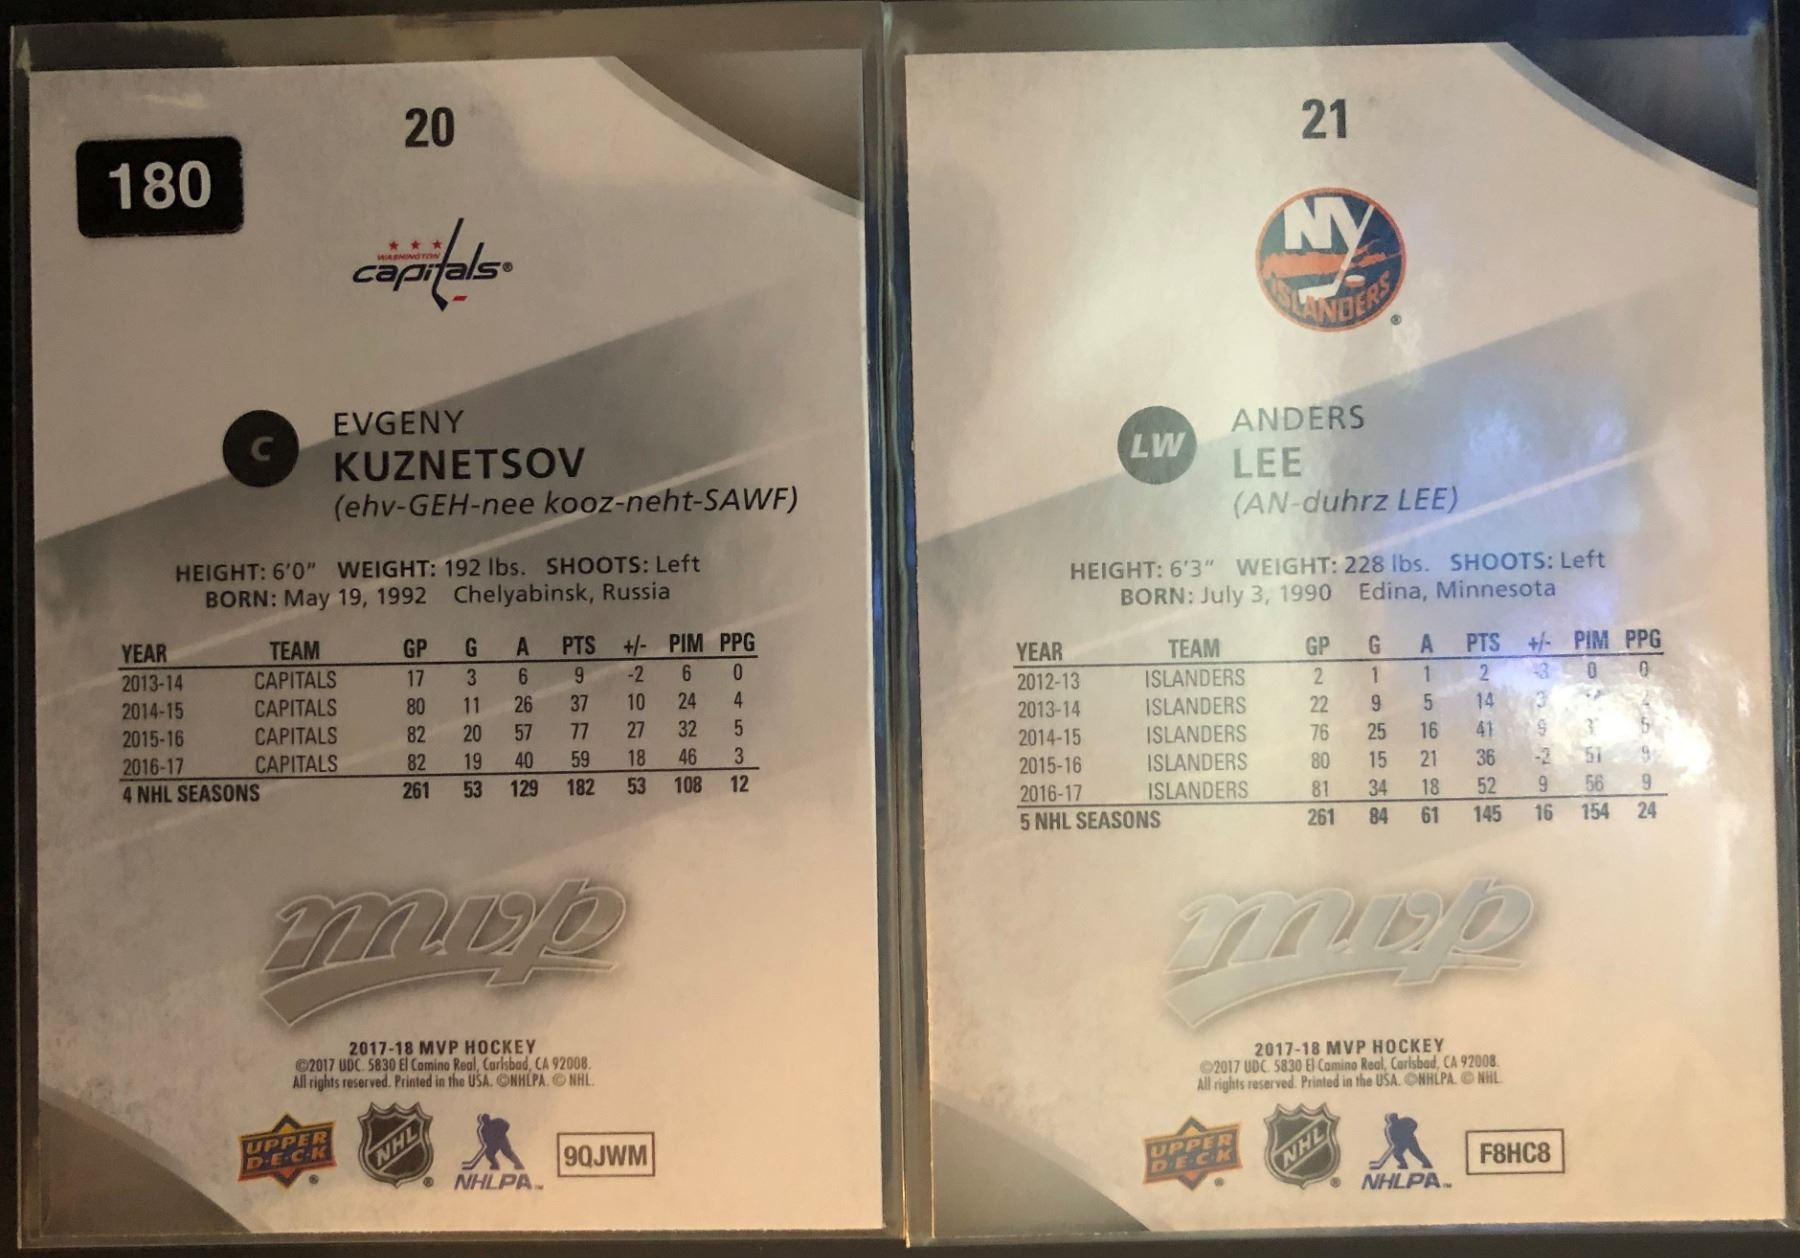 20
180
WASHINGTON
capitals®
C
EVGENY
KUZNETSOV
(ehv-GEH-nee kooz-neht-SAWF)
HEIGHT: 6'0" WEIGHT: 192 lbs. SHOOTS: Left
BORN: May 19, 1992 Chelyabinsk, Russia
YEAR TEAM GP G A PTS +/- PIM PPG
2013-14 CAPITALS 17 3 6 9 -2 6 0
2014-15 CAPITALS 80 11 26 37 10 24 4
2015-16 CAPITALS 82 20 57 77 27 32 5
2016-17 CAPITALS 82 19 40 59 18 46 3
4 NHL SEASONS 261 53 129 182 53 108 12
mvp
2017-18 MVP HOCKEY
©2017 UDC. 5830 El Camino Real, Carlsbad, CA 92008.
All rights reserved. Printed in the USA. ©NHLPA. © NHL.
UPPER
D·E·C·K
®
NHL
®
NHLPA™
9QJWM
21
NY
ISLANDERS
®
LW
ANDERS
LEE
(AN-duhrz LEE)
HEIGHT: 6'3" WEIGHT: 228 lbs. SHOOTS: Left
BORN: July 3, 1990 Edina, Minnesota
YEAR TEAM GP G A PTS +/- PIM PPG
2012-13 ISLANDERS 2 1 1 2 -3 0 0
2013-14 ISLANDERS 22 9 5 14 3
2014-15 ISLANDERS 76 25 16 41 9
2015-16 ISLANDERS 80 15 21 36 -2 51
2016-17 ISLANDERS 81 34 18 52 9 56 9
5 NHL SEASONS 261 84 61 145 16 154 24
mvp
2017-18 MVP HOCKEY
©2017 UDC. 5830 El Camino Real, Carlsbad, CA 92008.
All rights reserved. Printed in the USA. ©NHLPA. © NHL.
UPPER
D·E·C·K
®
NHL
®
NHLPA™
F8HC8